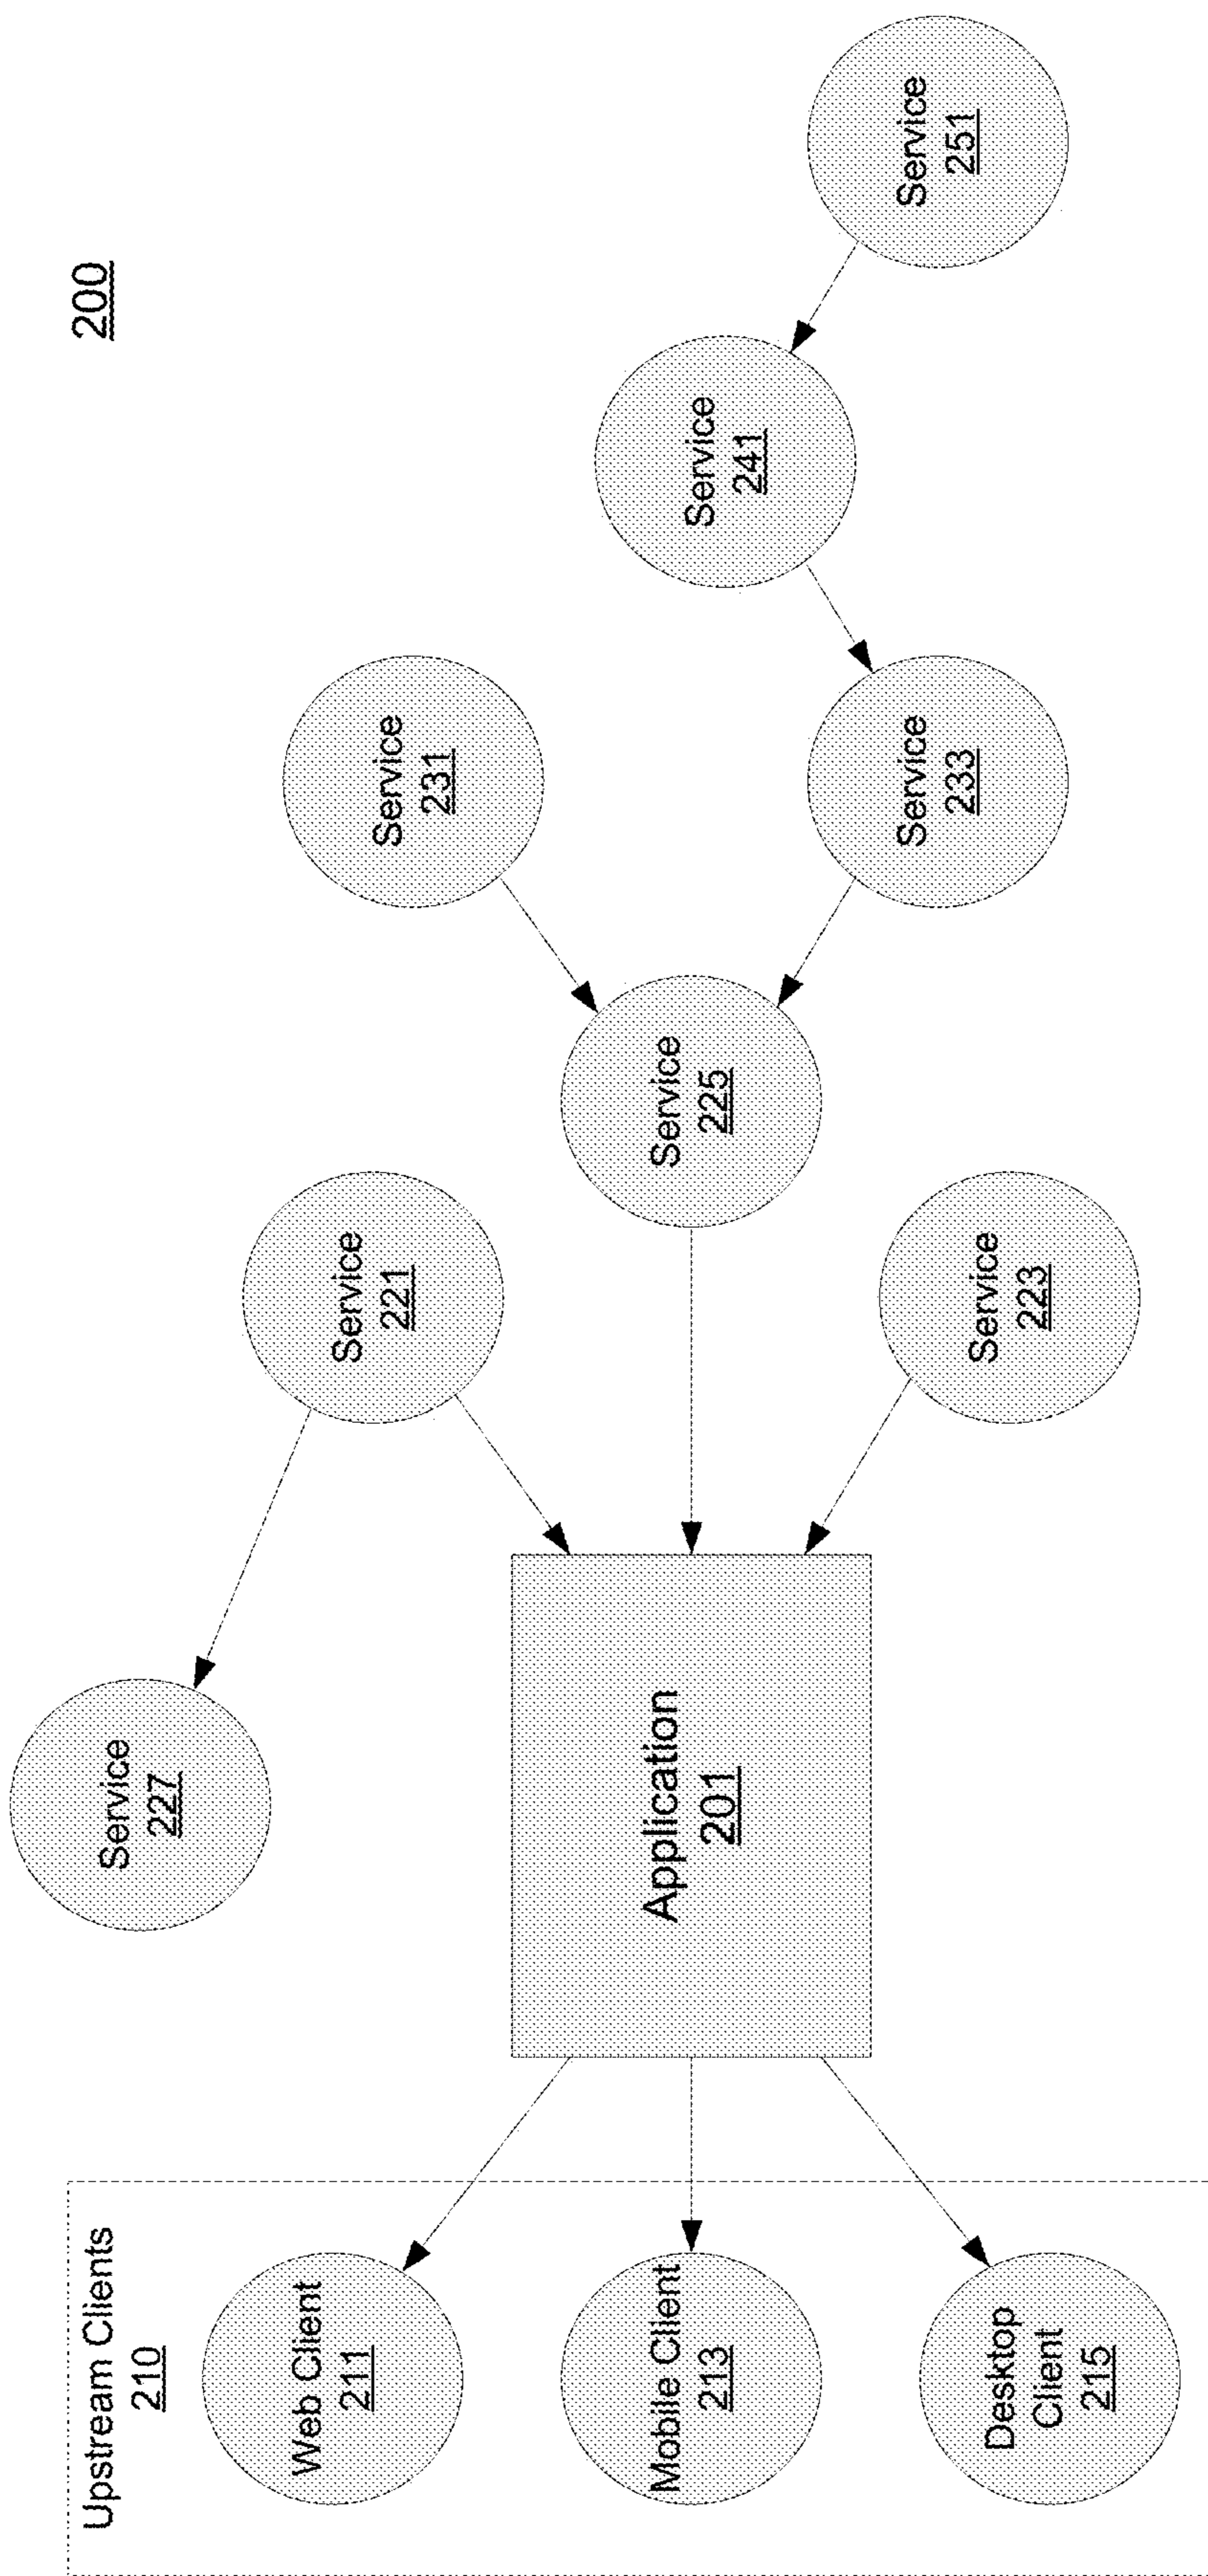 200
Upstream Clients
210
Web Client
211
Mobile Client
213
Desktop
Client
215
Application
201
Service
227
Service
221
Service
223
Service
225
Service
231
Service
233
Service
241
Service
251